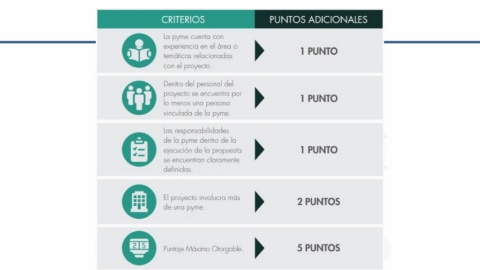 CRITERIOS PUNTOS ADICIONALES
La pyme cuenta con
experiencia en el área o
temáticas relacionadas
con el proyecto.
1 PUNTO
Dentro del personal del
proyecto se encuentra por
lo menos una persona
vinculada de la pyme.
1 PUNTO
Las responsabilidades
de la pyme dentro de la
ejecución de la propuesta
se encuentran claramente
definidas.
1 PUNTO
El proyecto involucra más
de una pyme.
2 PUNTOS
215
Puntaje Máximo Otorgable.
5 PUNTOS